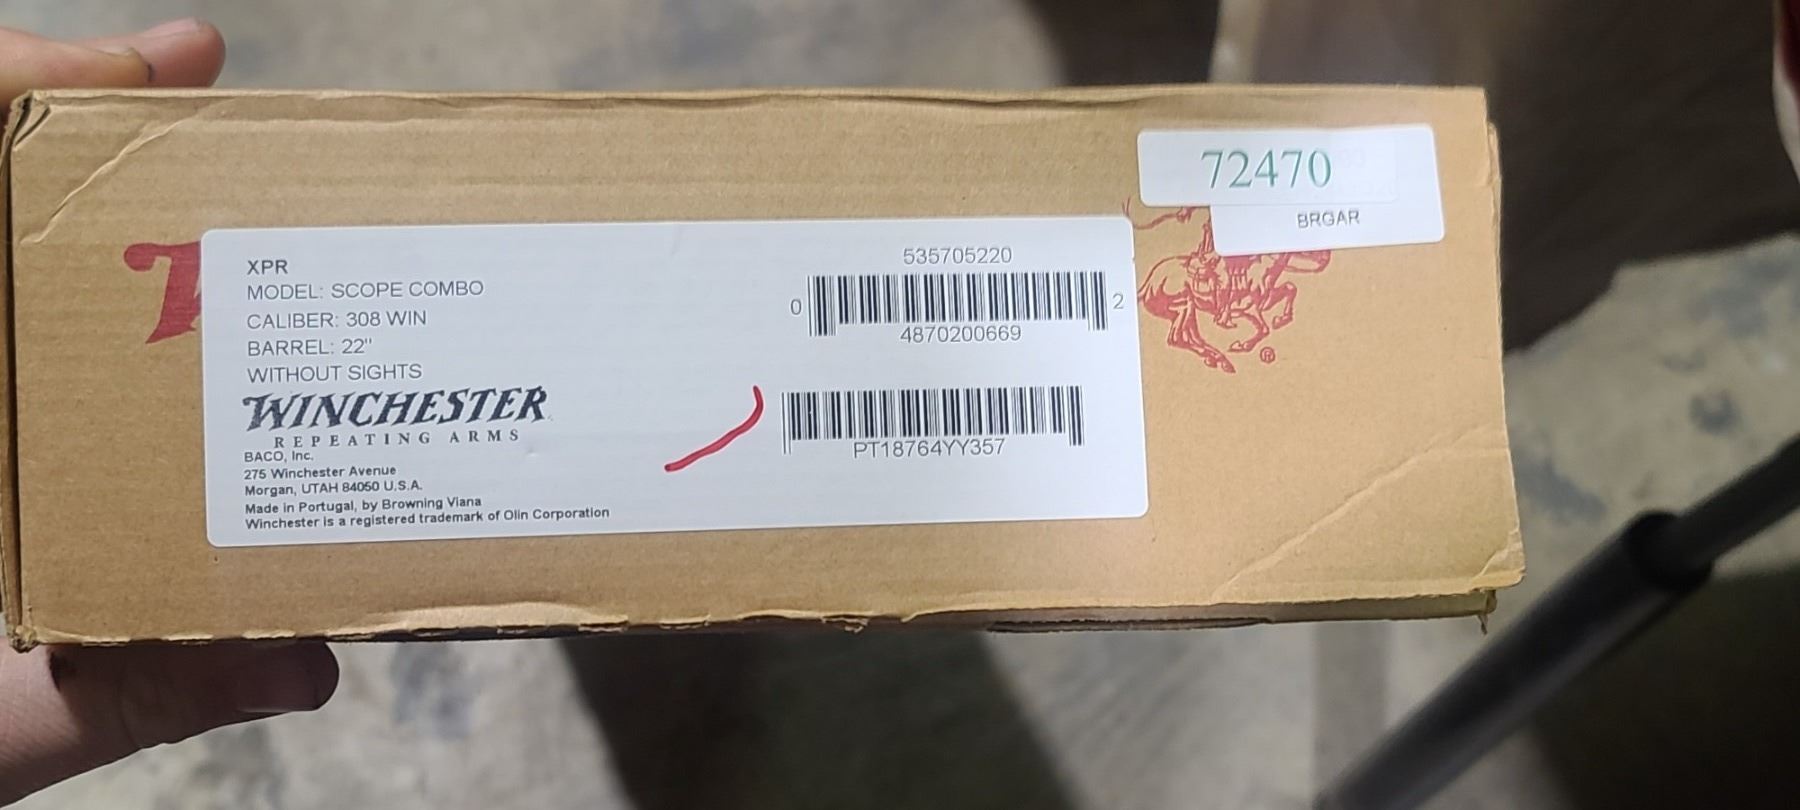 72470
BRGAR
XPR
MODEL: SCOPE COMBO
CALIBER: 308 WIN
BARREL: 22"
WITHOUT SIGHTS
WINCHESTER
REPEATING ARMS
BACO, Inc.
275 Winchester Avenue
Morgan, UTAH 84050 U.S.A.
Made in Portugal, by Browning Viana
Winchester is a registered trademark of Olin Corporation
535705220
0 4870200669 2
PT18764YY357
®